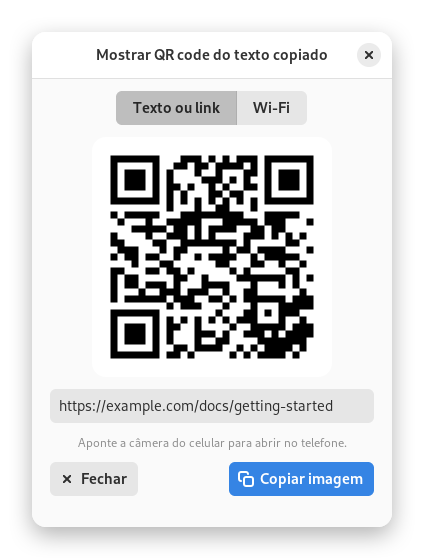 Mostrar QR code do texto copiado
Texto ou link
Wi-Fi
https://example.com/docs/getting-started
Aponte a câmera do celular para abrir no telefone.
Fechar
Copiar imagem